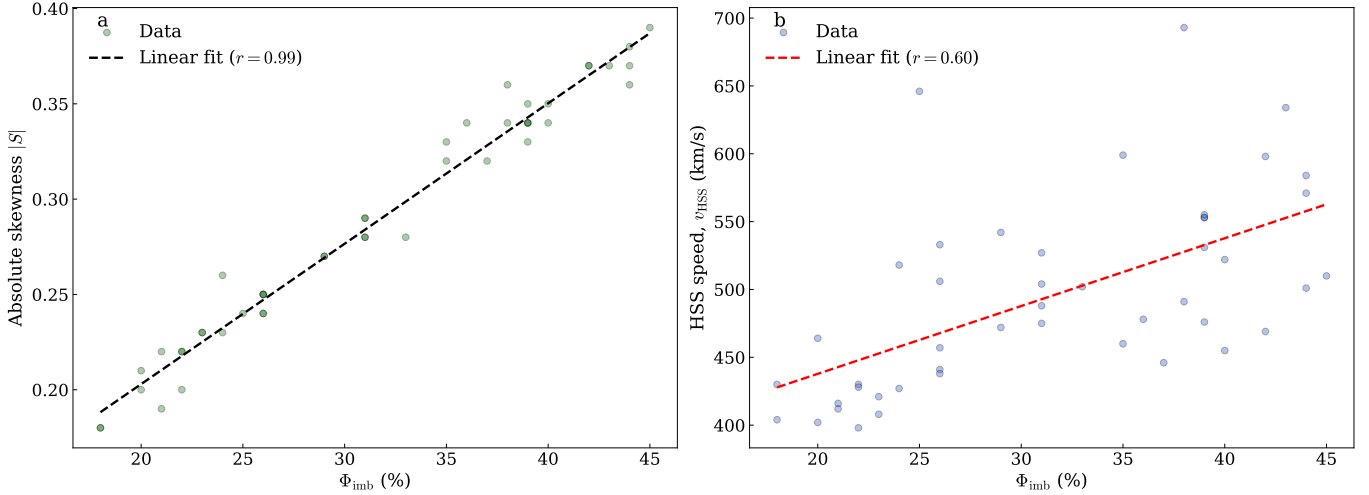 a
Data
Linear fit (r = 0.99)
Absolute skewness |S|
0.40
0.35
0.30
0.25
0.20
20 25 30 35 40 45
Φimb (%)
b
Data
Linear fit (r = 0.60)
HSS speed, vHSS (km/s)
700
650
600
550
500
450
400
20 25 30 35 40 45
Φimb (%)